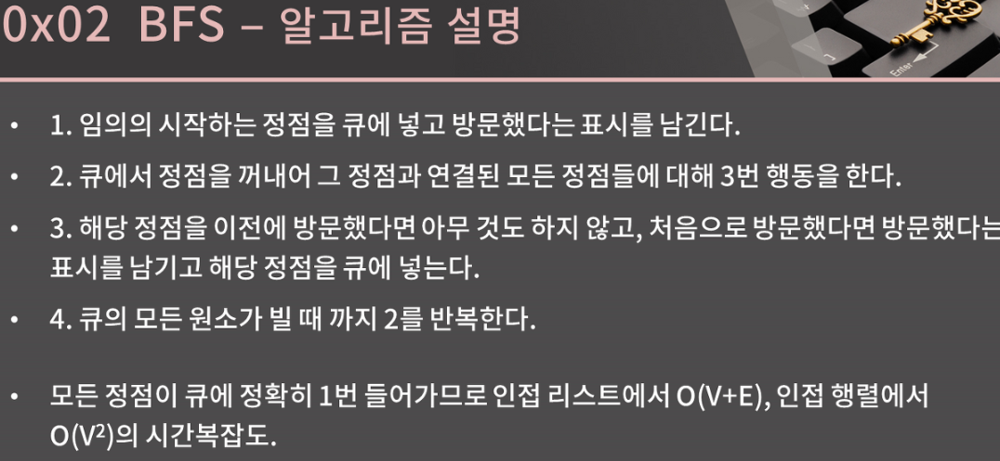 0x02 BFS – 알고리즘 설명
Enter
• 1. 임의의 시작하는 정점을 큐에 넣고 방문했다는 표시를 남긴다.
• 2. 큐에서 정점을 꺼내어 그 정점과 연결된 모든 정점들에 대해 3번 행동을 한다.
• 3. 해당 정점을 이전에 방문했다면 아무 것도 하지 않고, 처음으로 방문했다면 방문했다는
표시를 남기고 해당 정점을 큐에 넣는다.
• 4. 큐의 모든 원소가 빌 때 까지 2를 반복한다.
• 모든 정점이 큐에 정확히 1번 들어가므로 인접 리스트에서 O(V+E), 인접 행렬에서
O(V²)의 시간복잡도.